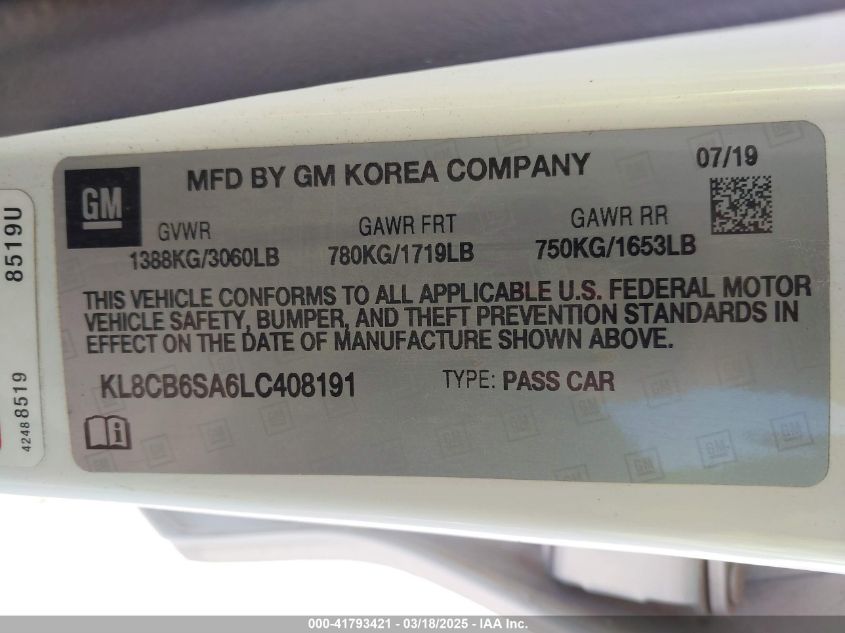 GM
MFD BY GM KOREA COMPANY
07/19
GVWR
1388KG/3060LB
GAWR FRT
780KG/1719LB
GAWR RR
750KG/1653LB
THIS VEHICLE CONFORMS TO ALL APPLICABLE U.S. FEDERAL MOTOR
VEHICLE SAFETY, BUMPER, AND THEFT PREVENTION STANDARDS IN
EFFECT ON THE DATE OF MANUFACTURE SHOWN ABOVE.
KL8CB6SA6LC408191
TYPE: PASS CAR
8519U
42488519
000-41793421 - 03/18/2025 - IAA Inc.